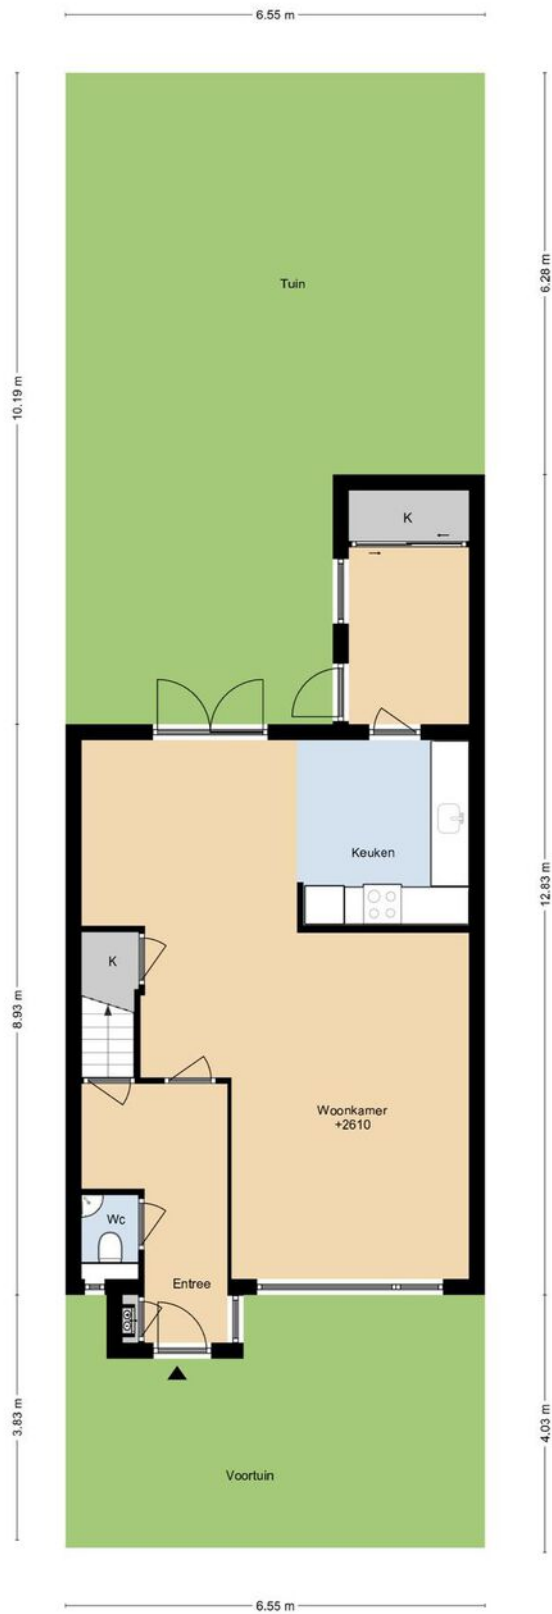 6.55 m
Tuin
6.28 m
10.19 m
K
Keuken
12.83 m
K
8.93 m
Woonkamer
+2610
Wc
Entree
3.83 m
4.03 m
Voortuin
6.55 m